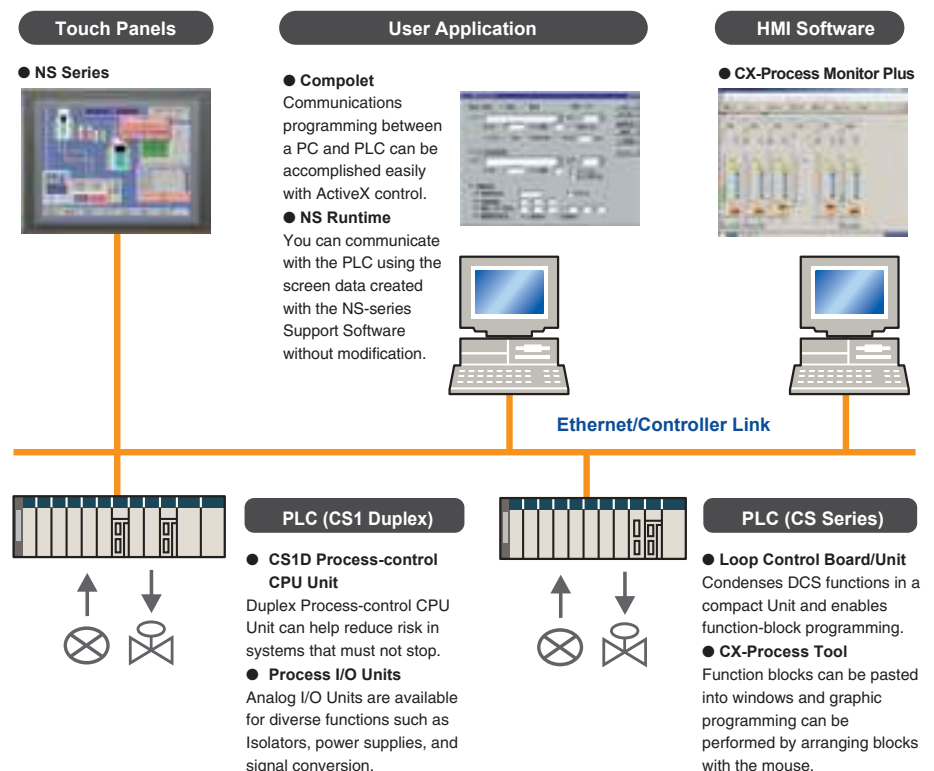 Touch Panels
User Application
HMI Software
● NS Series
● Compolet
Communications
programming between
a PC and PLC can be
accomplished easily
with ActiveX control.
● NS Runtime
You can communicate
with the PLC using the
screen data created
with the NS-series
Support Software
without modification.
● CX-Process Monitor Plus
Ethernet/Controller Link
PLC (CS1 Duplex)
● CS1D Process-control
CPU Unit
Duplex Process-control CPU
Unit can help reduce risk in
systems that must not stop.
● Process I/O Units
Analog I/O Units are available
for diverse functions such as
Isolators, power supplies, and
signal conversion.
PLC (CS Series)
● Loop Control Board/Unit
Condenses DCS functions in a
compact Unit and enables
function-block programming.
● CX-Process Tool
Function blocks can be pasted
into windows and graphic
programming can be
performed by arranging blocks
with the mouse.